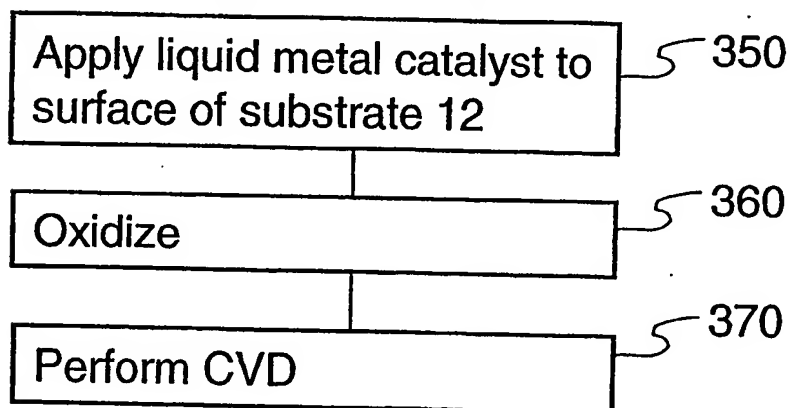 Apply liquid metal catalyst to
surface of substrate 12
350
Oxidize
360
Perform CVD
370